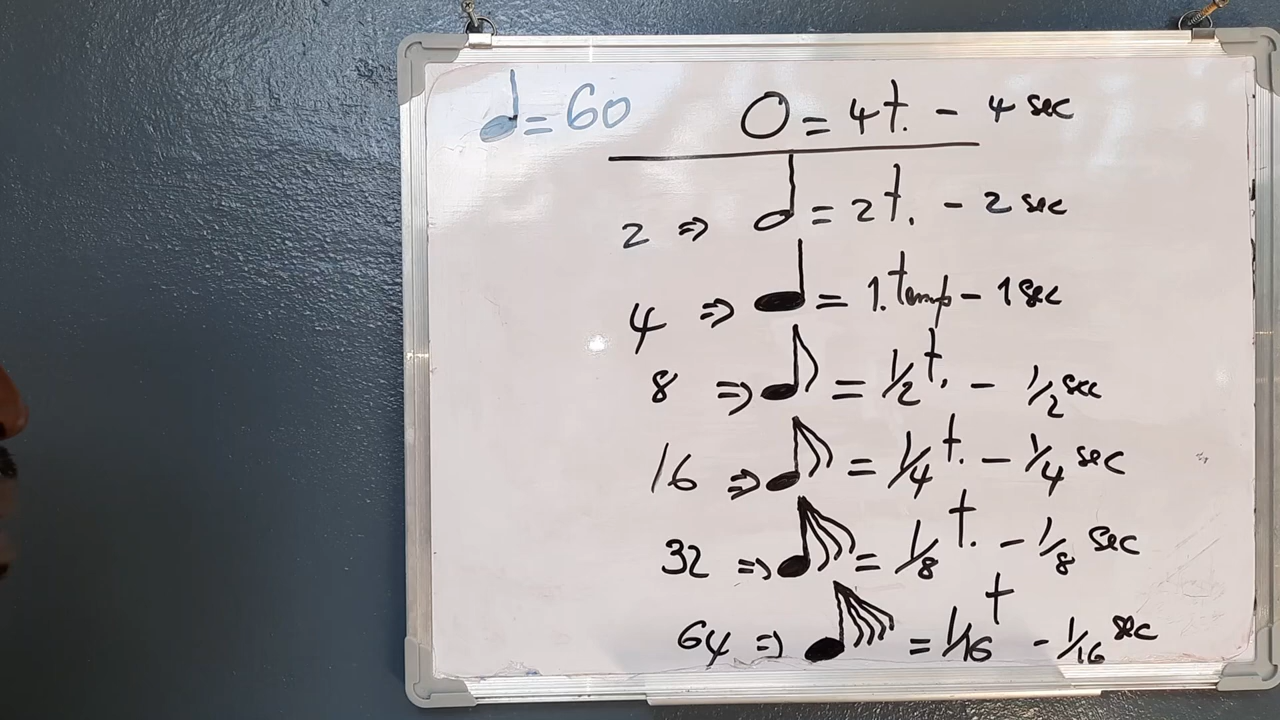 ♩= 60
𝅝 = 4t. - 4 sec
2 ⇒ 𝅗𝅥 = 2t. - 2 sec
4 ⇒ ♩ = 1.temp - 1 sec
8 ⇒ ♪ = 1/2 t. - 1/2 sec
16 ⇒ 𝅘𝅥𝅯 = 1/4 t. - 1/4 sec
32 ⇒ 𝅘𝅥𝅰 = 1/8 t. - 1/8 sec
64 ⇒ 𝅘𝅥𝅱 = 1/16 t - 1/16 sec